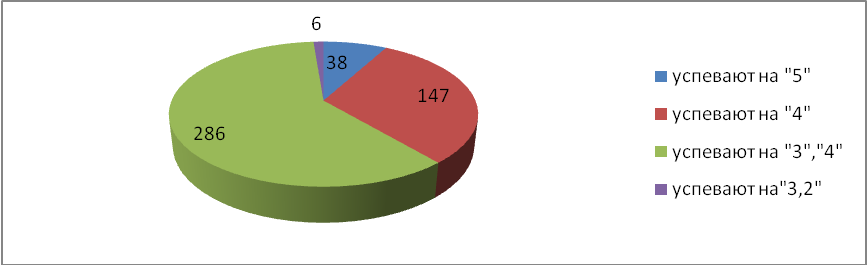 6
38
147
286
успевают на "5"
успевают на "4"
успевают на "3","4"
успевают на"3,2"